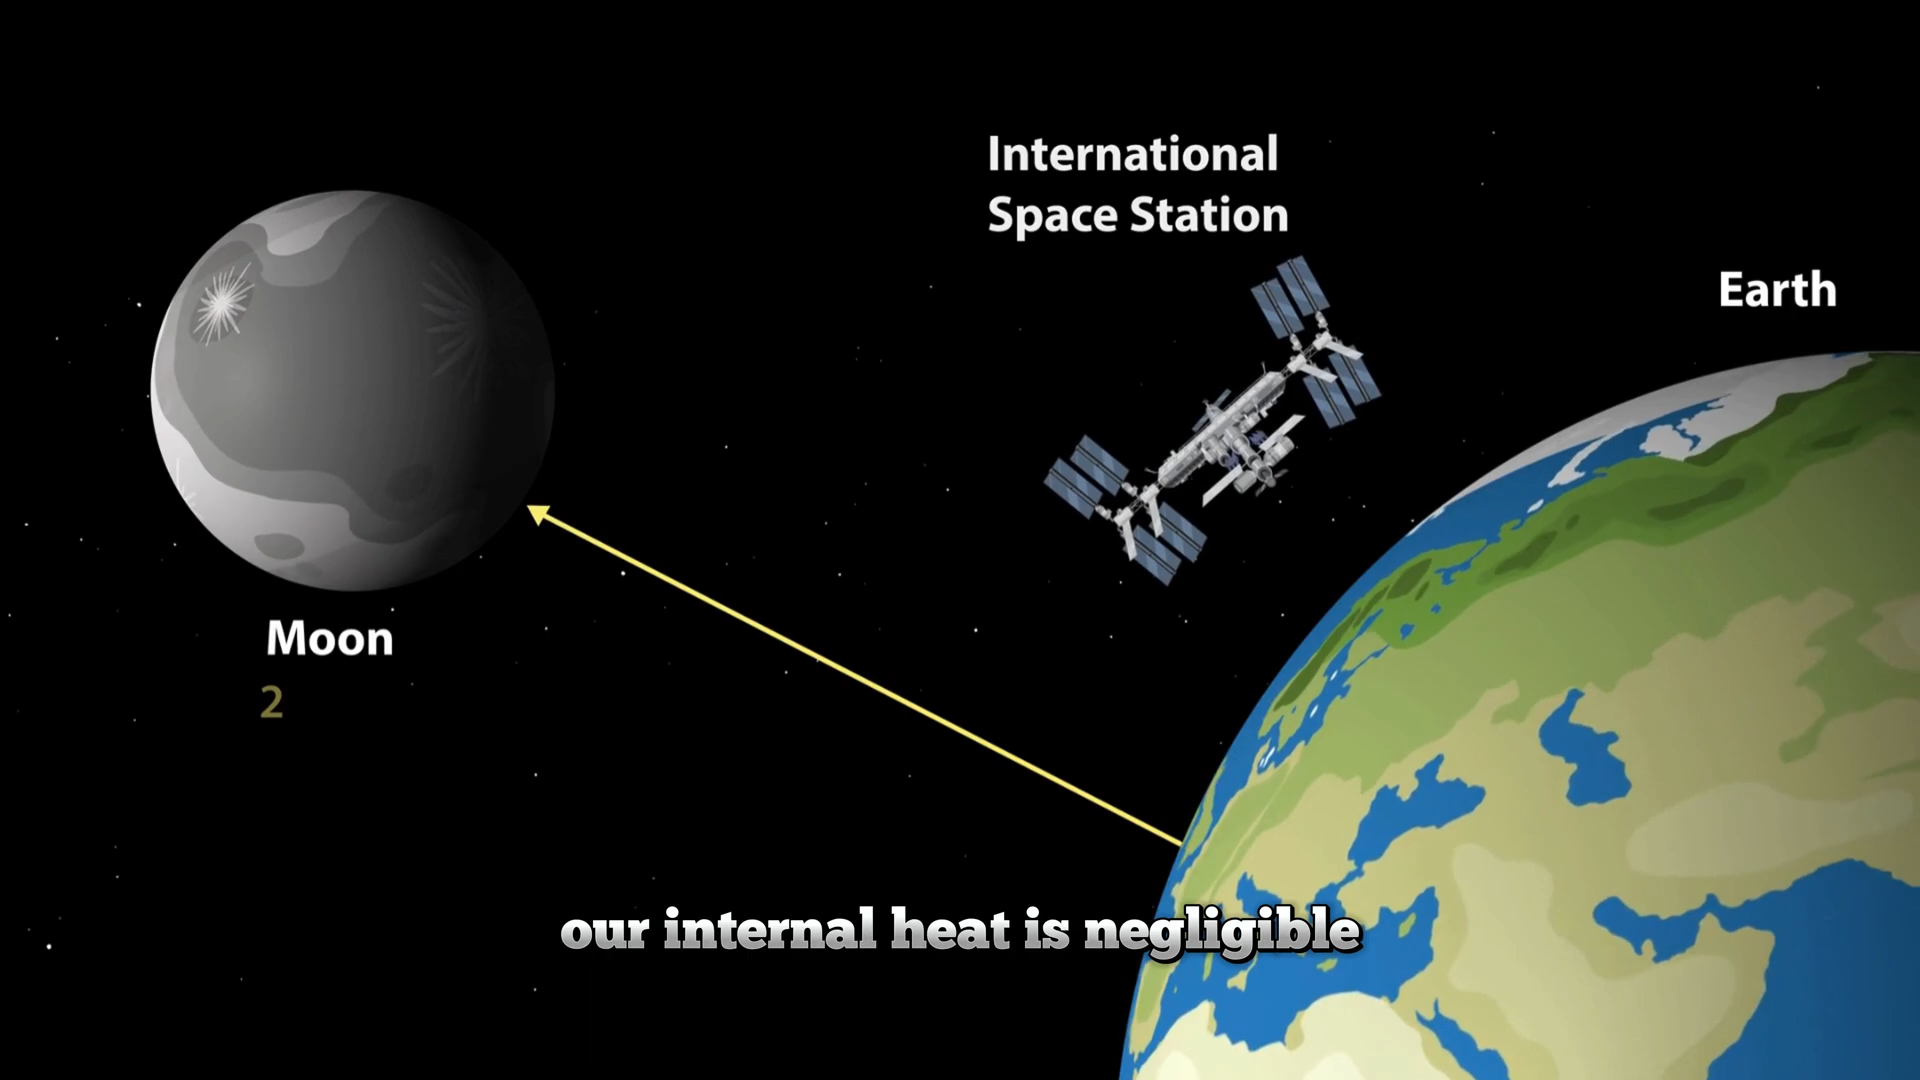 International
Space Station
Earth
Moon
2
our internal heat is negligible